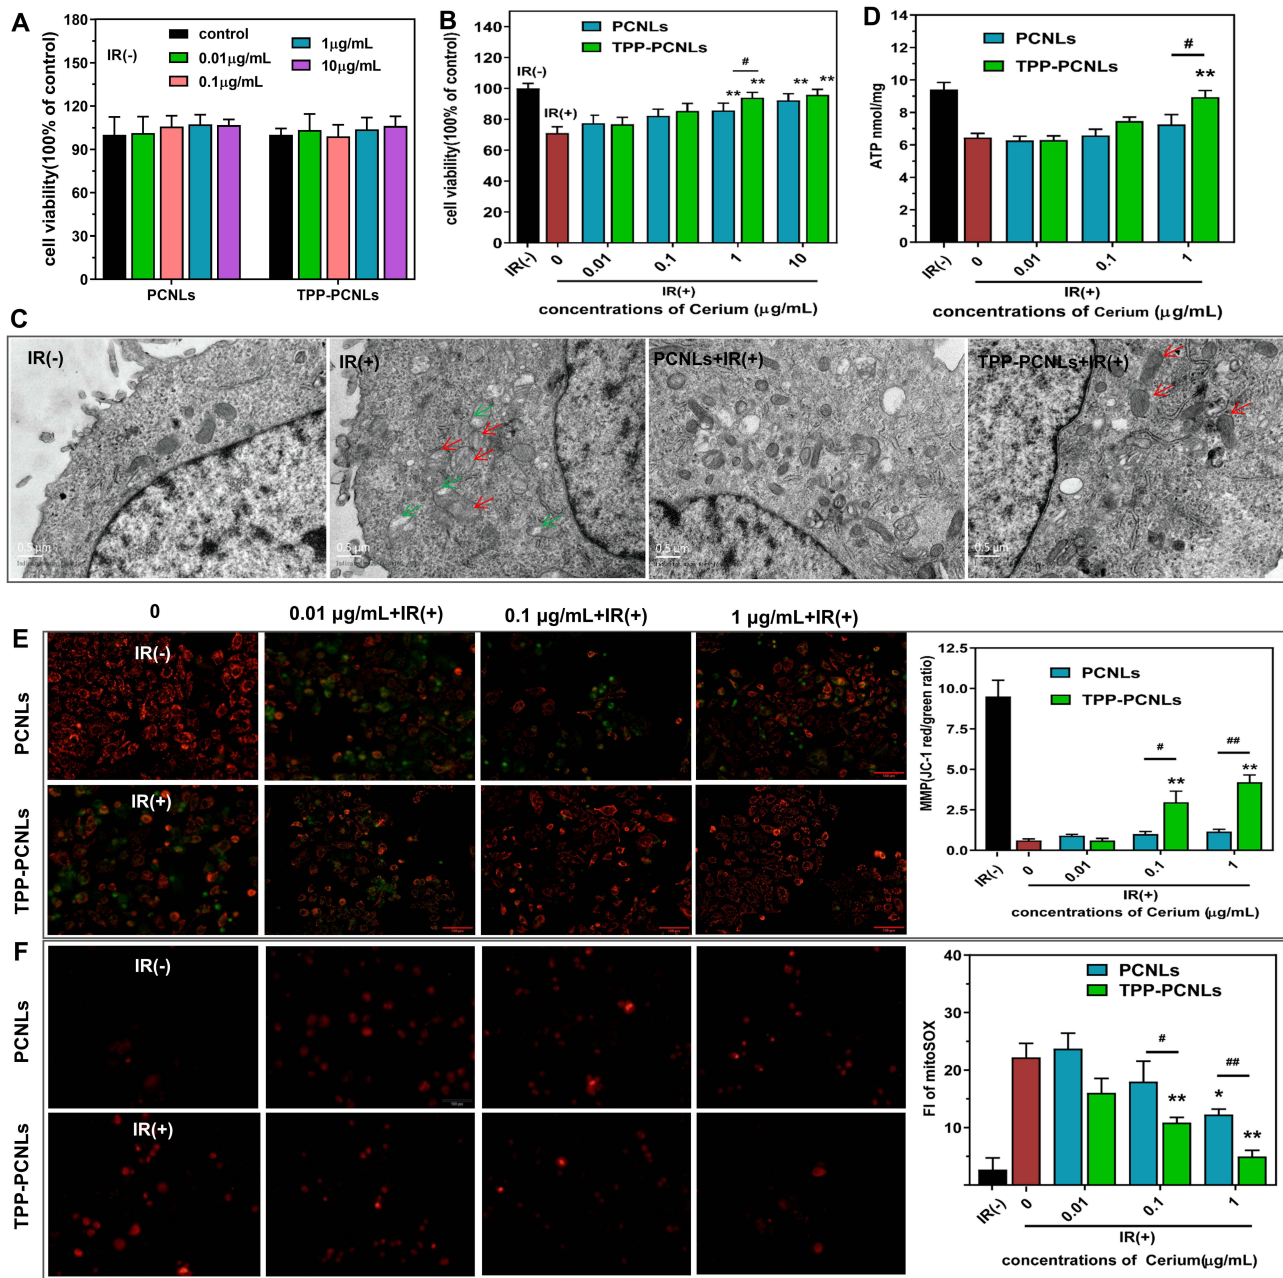 A
180
150
120
90
60
30
0
cell viability(100% of control)
IR(-)
control
0.01μg/mL
0.1μg/mL
1μg/mL
10μg/mL
PCNLs
TPP-PCNLs
B
140
120
100
80
60
40
20
0
cell viability(100% of control)
PCNLs
TPP-PCNLs
IR(-)
IR(+)
#
**
**
**
**
IR(-)
0
0.01
0.1
1
10
IR(+)
concentrations of Cerium (μg/mL)
D
14
12
10
8
6
4
2
0
ATP nmol/mg
PCNLs
TPP-PCNLs
#
**
IR(-)
0
0.01
0.1
1
IR(+)
concentrations of Cerium (μg/mL)
C
IR(-)
0.5 μm
IR(+)
0.5 μm
PCNLs+IR(+)
0.5 μm
TPP-PCNLs+IR(+)
0.5 μm
0
0.01 μg/mL+IR(+)
0.1 μg/mL+IR(+)
1 μg/mL+IR(+)
E
PCNLs
TPP-PCNLs
IR(-)
IR(+)
12.5
10.0
7.5
5.0
2.5
0.0
MMP(JC-1 red/green ratio)
PCNLs
TPP-PCNLs
#
##
**
**
IR(-)
0
0.01
0.1
1
IR(+)
concentrations of Cerium (μg/mL)
F
PCNLs
TPP-PCNLs
IR(-)
IR(+)
40
30
20
10
FI of mitoSOX
PCNLs
TPP-PCNLs
#
##
**
*
**
IR(-)
0
0.01
0.1
1
IR(+)
concentrations of Cerium(μg/mL)